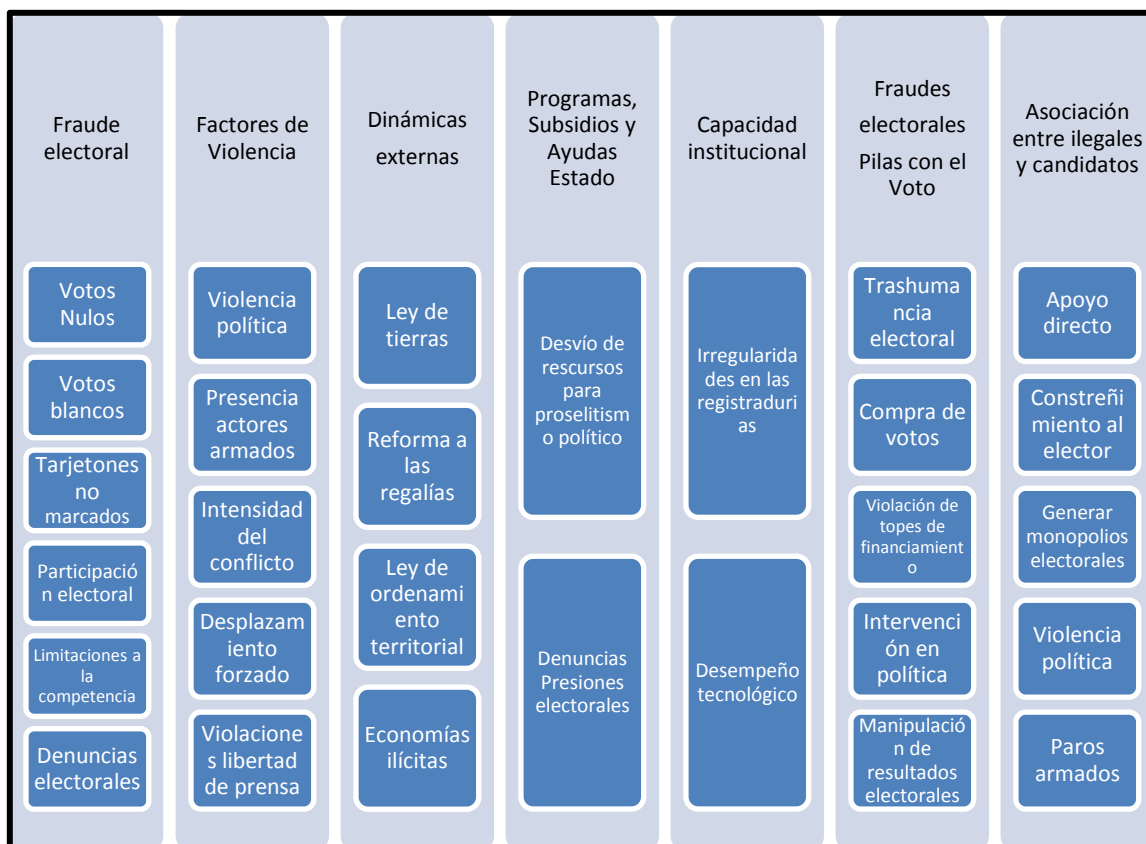 Fraude
electoral
Votos
Nulos
Votos
blancos
Tarjetones
no
marcados
Participació
n electoral
Limitaciones a
la
competencia
Denuncias
electorales
Factores de
Violencia
Violencia
política
Presencia
actores
armados
Intensidad
del
conflicto
Desplazam
iento
forzado
Violacione
s libertad
de prensa
Dinámicas
externas
Ley de
tierras
Reforma a
las
regalías
Ley de
ordenami
ento
territorial
Economías
ilícitas
Programas,
Subsidios y
Ayudas
Estado
Desvío de
rescursos
para
proselitism
o político
Denuncias
Presiones
electorales
Capacidad
institucional
Irregularida
des en las
registraduri
as
Desempeño
tecnológico
Fraudes
electorales
Pilas con el
Voto
Trashuma
ncia
electoral
Compra de
votos
Violación de
topes de
financiamient
o
Intervenci
ón en
política
Manipulació
n de
resultados
electorales
Asociación
entre ilegales
y candidatos
Apoyo
directo
Constreñi
miento al
elector
Generar
monopolios
electorales
Violencia
política
Paros
armados